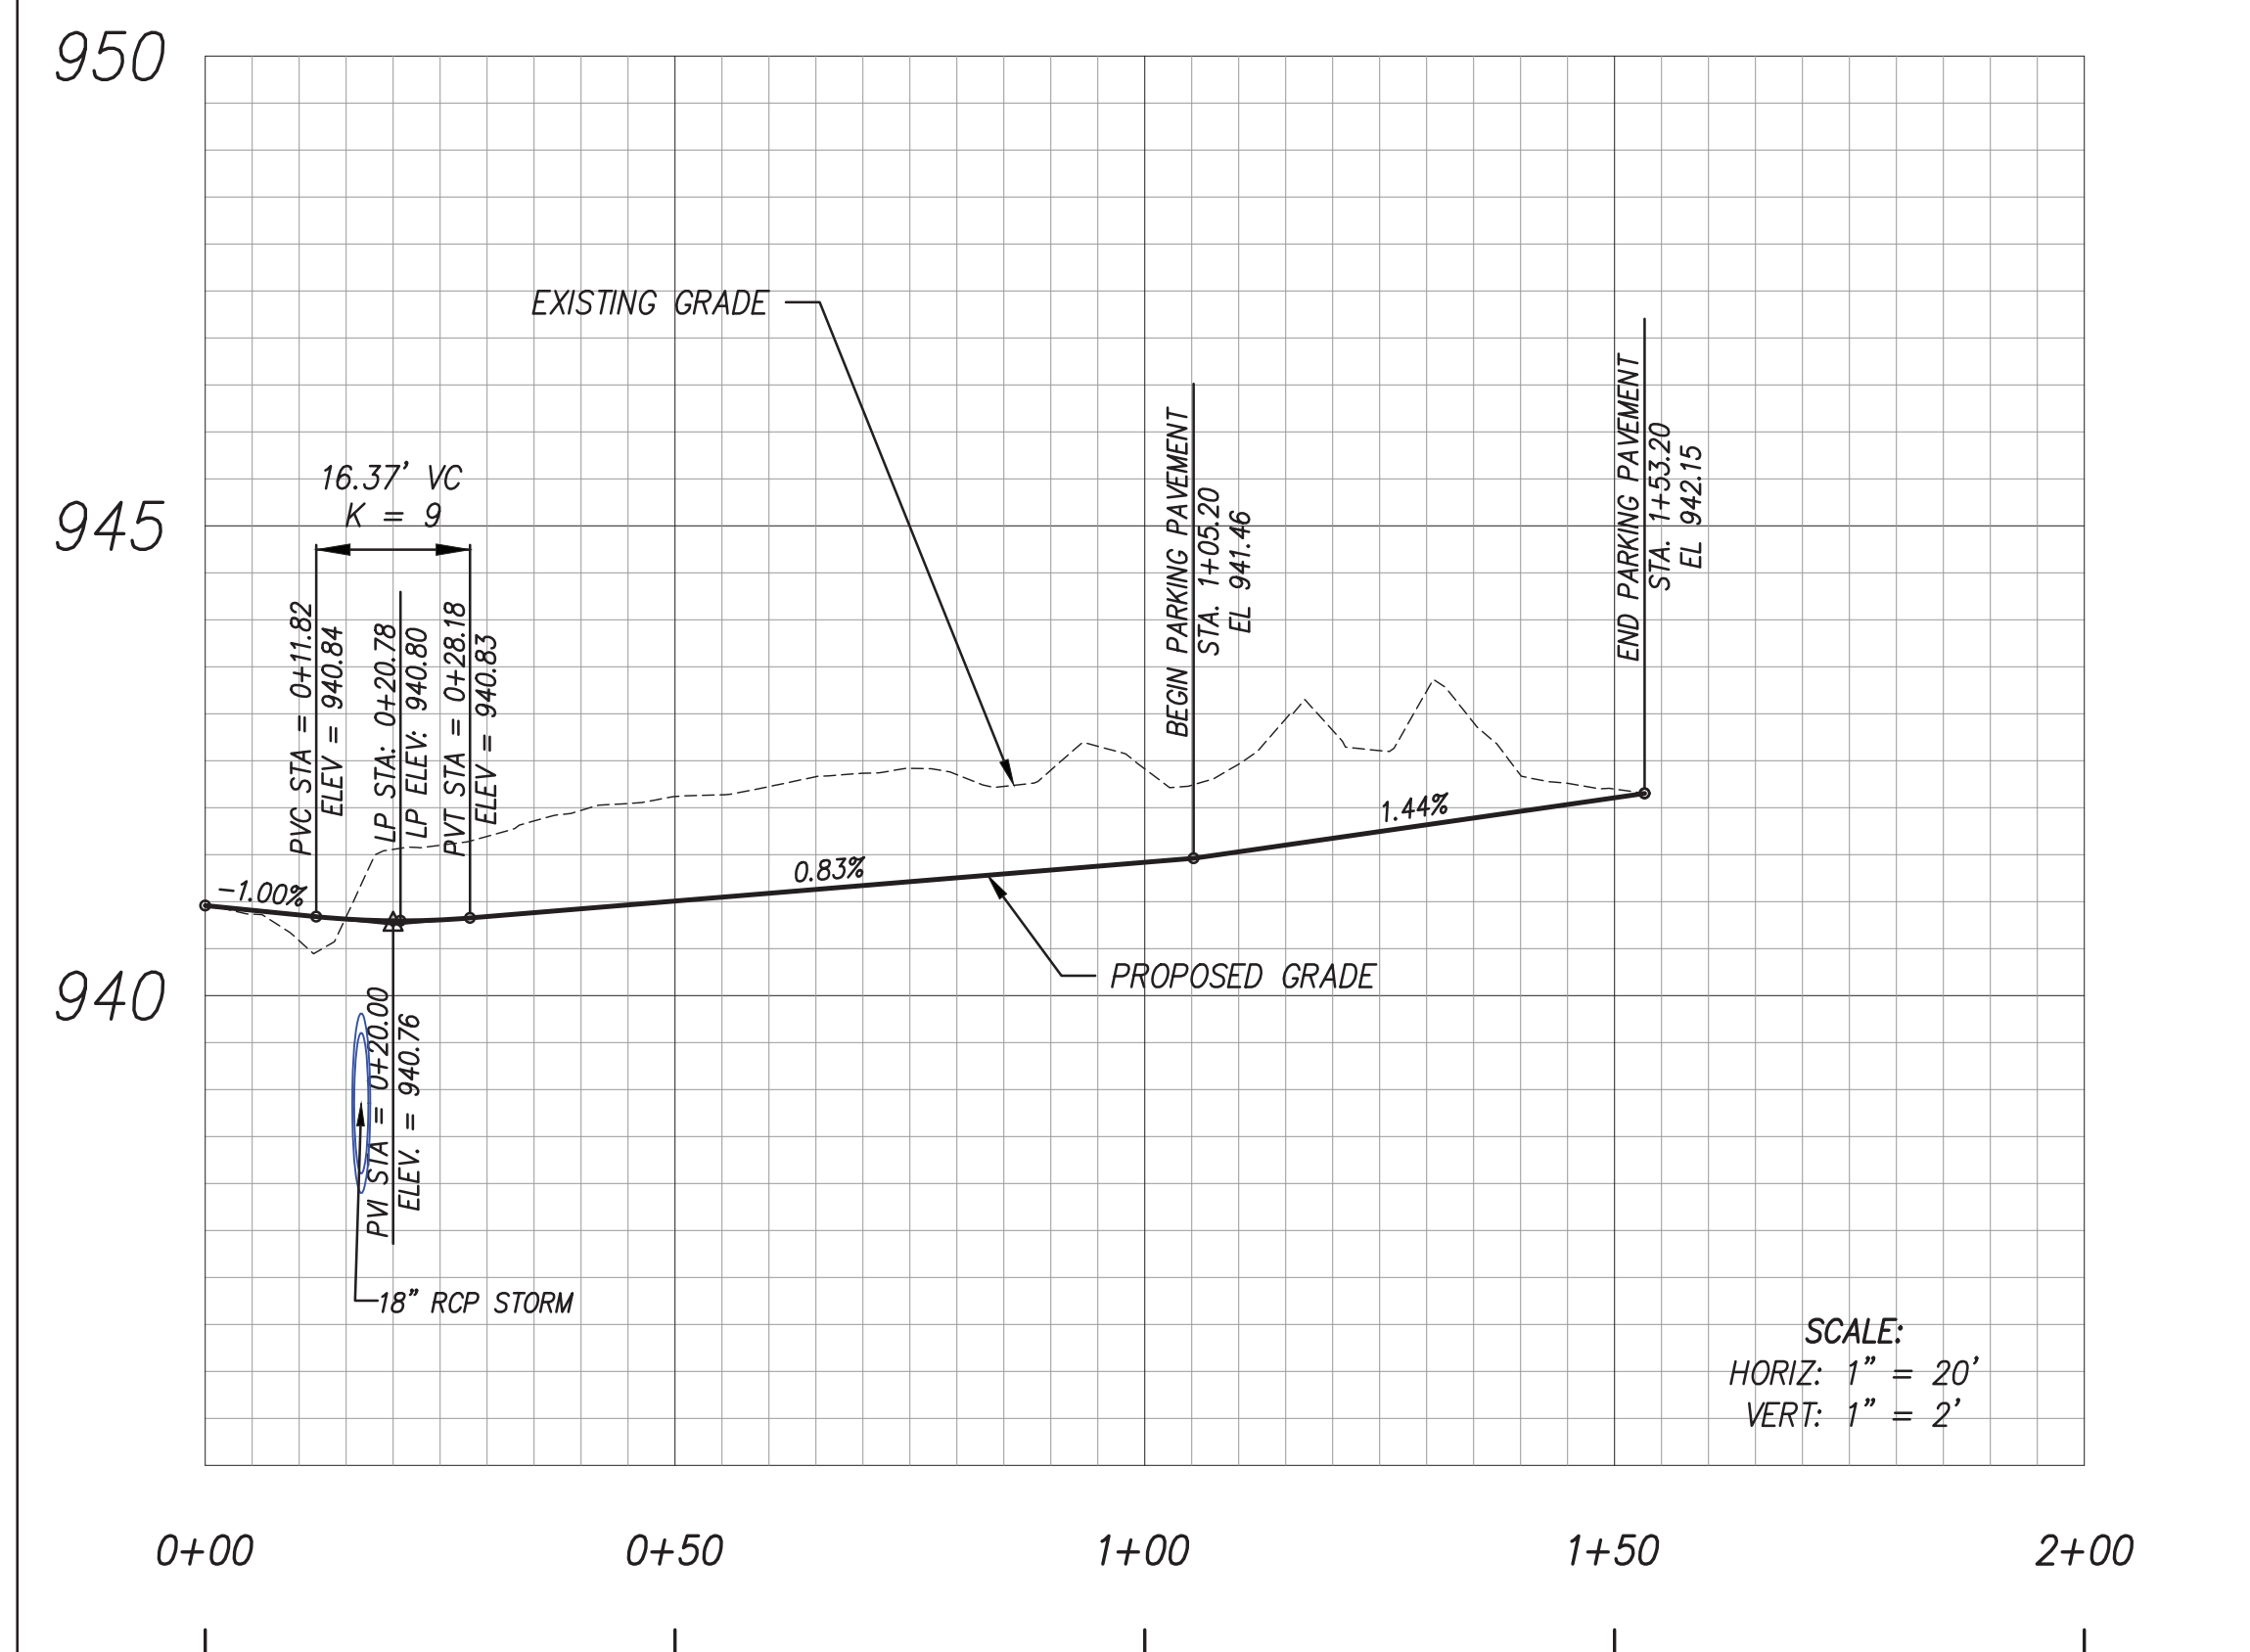 950
945
940
EXISTING GRADE
16.37' VC
K = 9
PVC STA = 0+11.82
ELEV = 940.84
LP STA: 0+20.78
LP ELEV: 940.80
PVT STA = 0+28.18
ELEV = 940.83
BEGIN PARKING PAVEMENT
STA. 1+05.20
EL 941.46
END PARKING PAVEMENT
STA. 1+53.20
EL 942.15
-1.00%
0.83%
1.44%
PROPOSED GRADE
PVI STA = 0+20.00
ELEV. = 940.76
18" RCP STORM
SCALE:
HORIZ: 1" = 20'
VERT: 1" = 2'
0+00
0+50
1+00
1+50
2+00